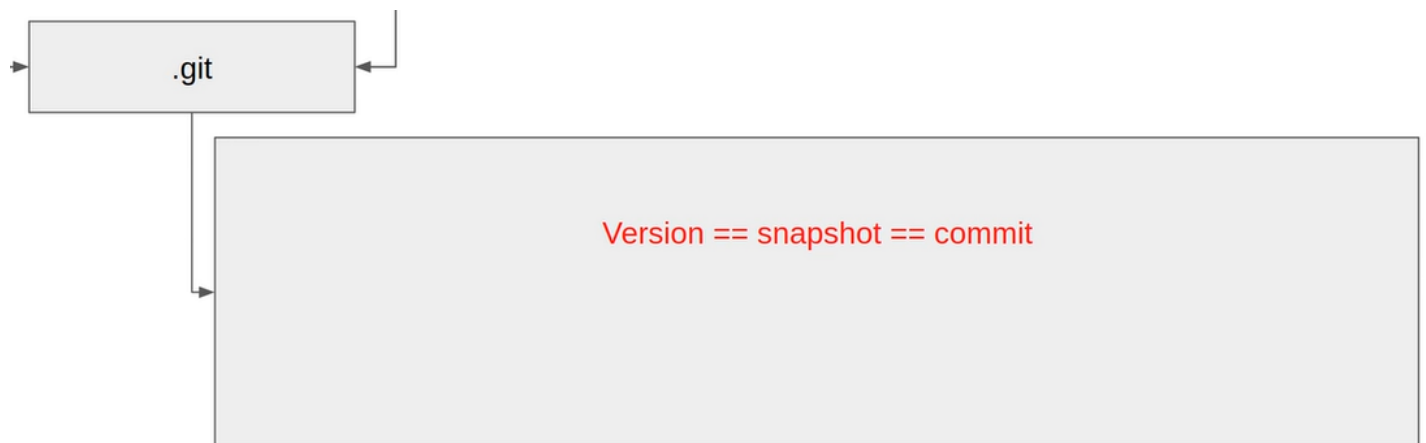 .git
Version == snapshot == commit